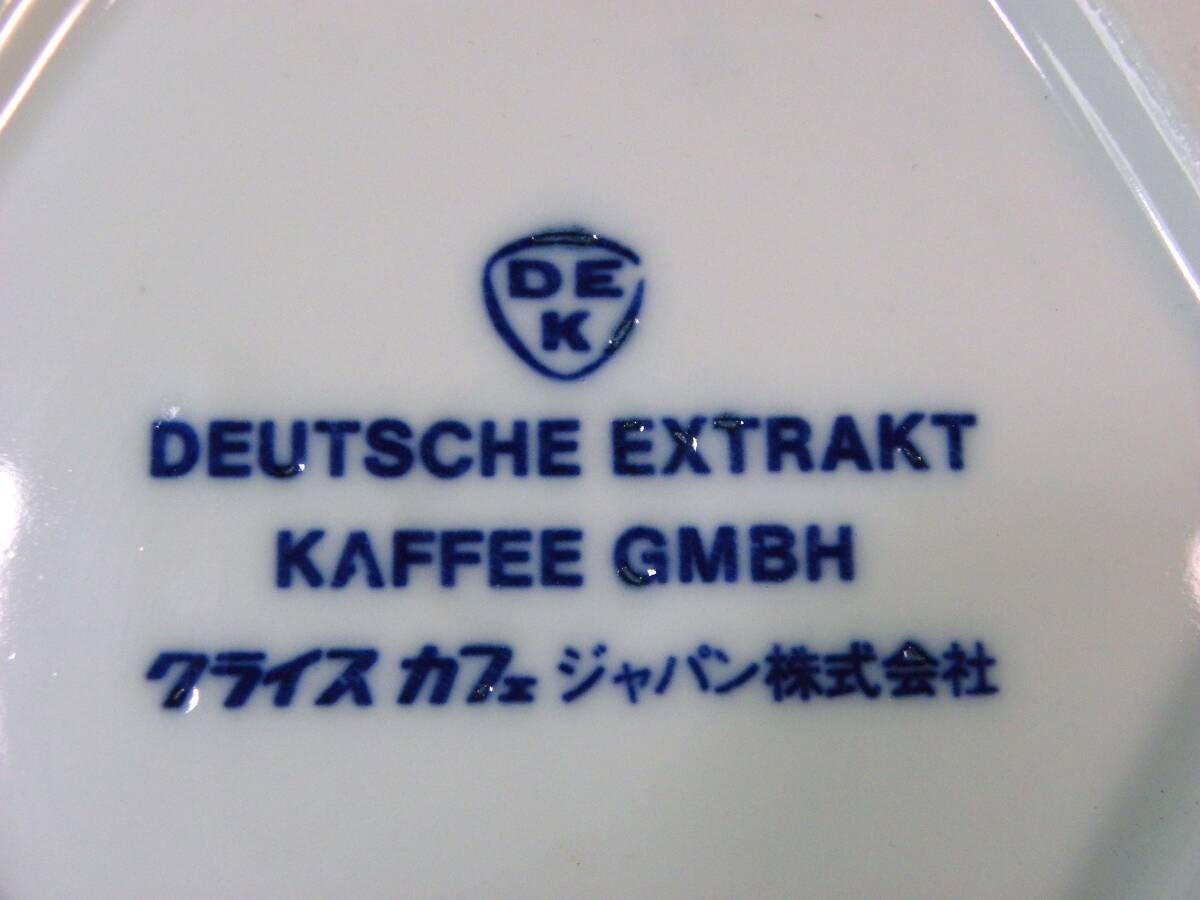 DE
K
DEUTSCHE EXTRAKT
KAFFEE GMBH
クライス カフェ ジャパン株式会社